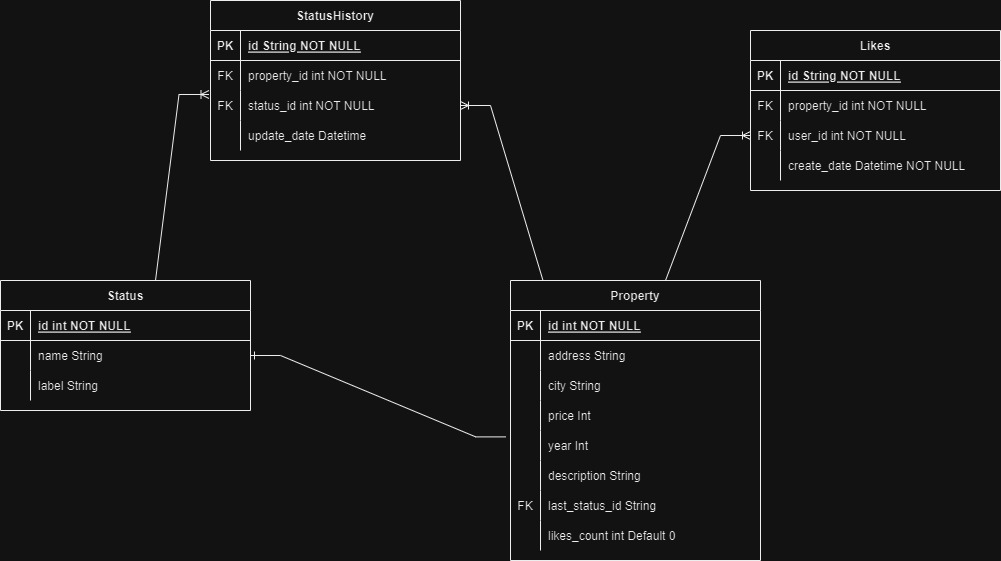 StatusHistory
PK id String NOT NULL
FK property_id int NOT NULL
FK status_id int NOT NULL
update_date Datetime
Likes
PK id String NOT NULL
FK property_id int NOT NULL
FK user_id int NOT NULL
create_date Datetime NOT NULL
Status
PK id int NOT NULL
name String
label String
Property
PK id int NOT NULL
address String
city String
price Int
year Int
description String
FK last_status_id String
likes_count int Default 0